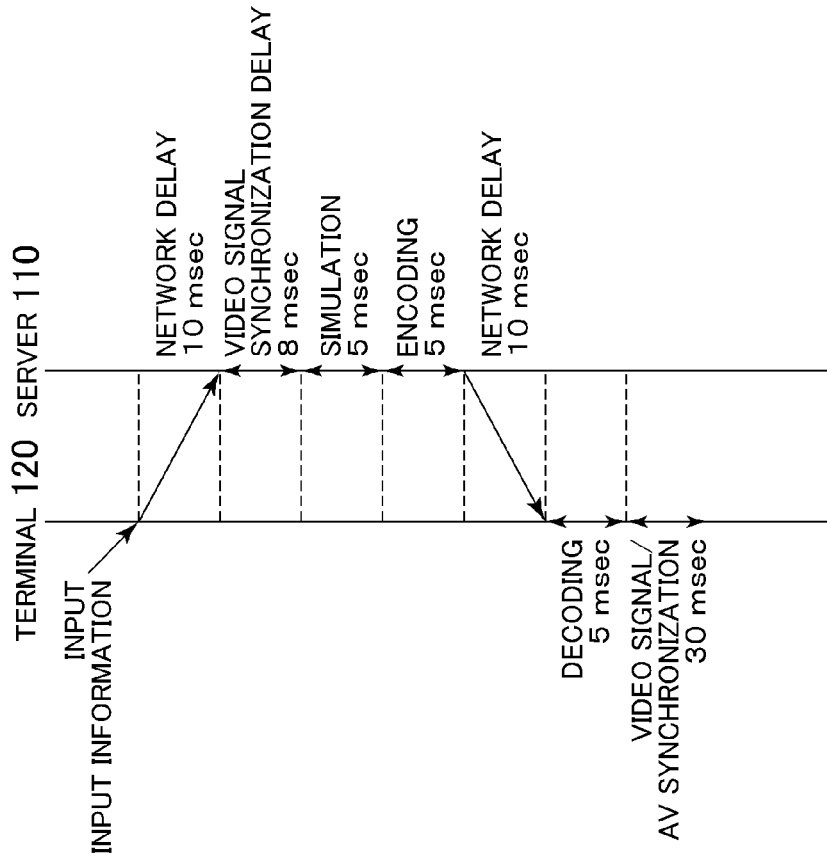 TERMINAL 120 SERVER 110
INPUT
INPUT INFORMATION
NETWORK DELAY
10 msec
VIDEO SIGNAL
SYNCHRONIZATION DELAY
8 msec
SIMULATION
5 msec
ENCODING
5 msec
NETWORK DELAY
10 msec
DECODING
5 msec
VIDEO SIGNAL/
AV SYNCHRONIZATION
30 msec